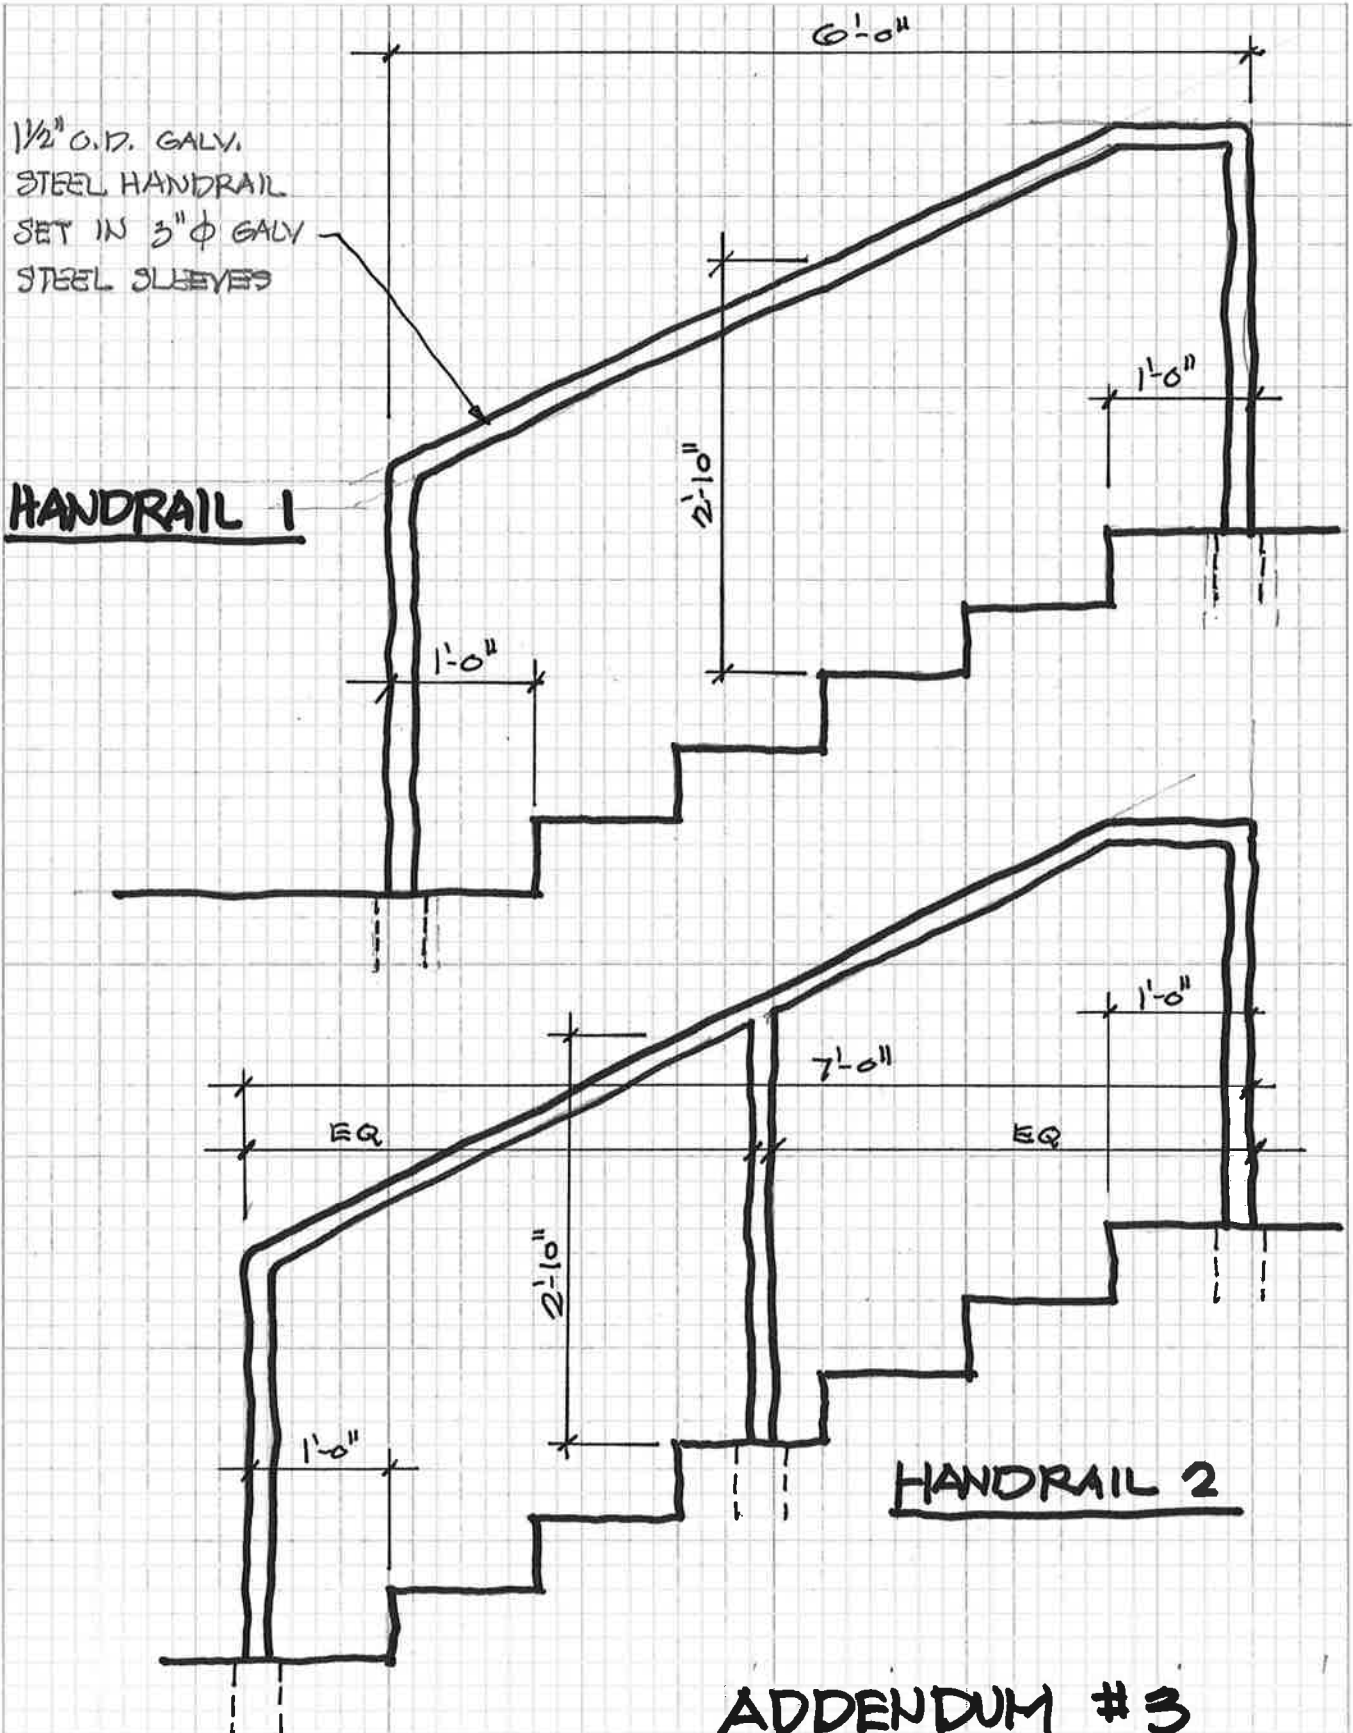 6'-0"
1½" O.D. GALV.
STEEL HANDRAIL
SET IN 3"ϕ GALV
STEEL SLEEVES
1'-0"
2'-10"
HANDRAIL 1
1'-0"
1'-0"
7'-0"
EQ
EQ
2'-10"
1'-0"
HANDRAIL 2
ADDENDUM #3